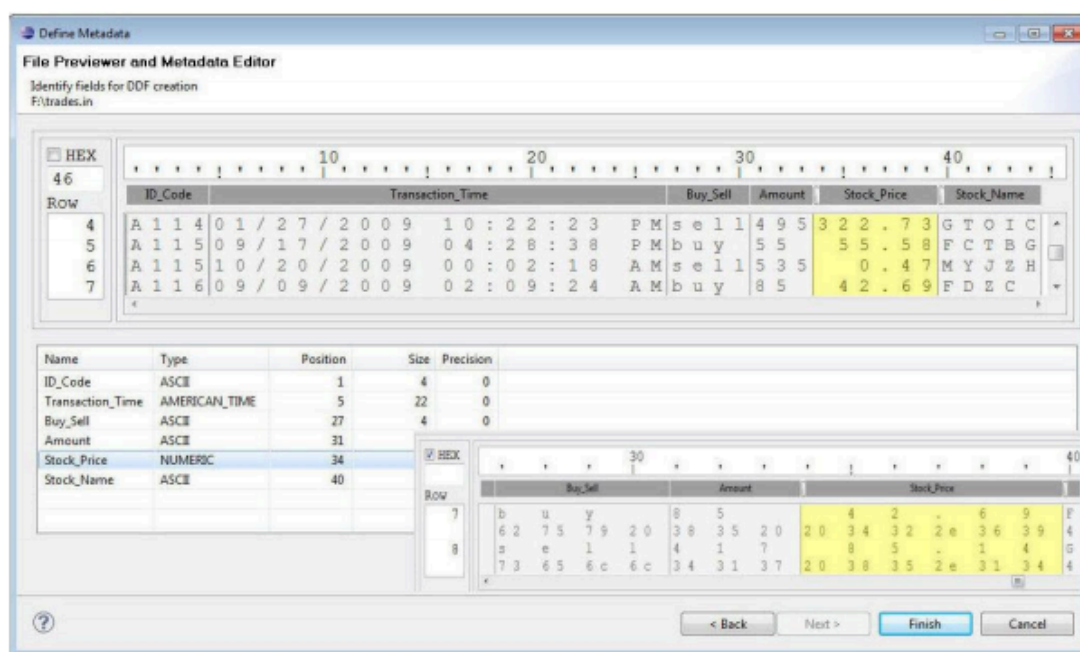 Define Metadata
File Previewer and Metadata Editor
Identify fields for DDF creation
F:\trades.in
HEX 10 20 30 40
46
Row ID_Code Transaction_Time Buy_Sell Amount Stock_Price Stock_Name
4 A114 01/27/2009 10:22:23 PM sell 495 322.73 GTOIC
5 A115 09/17/2009 04:28:38 PM buy 55 55.58 FCTBG
6 A115 10/20/2009 00:02:18 AM sell 535 0.47 MYJZH
7 A116 09/09/2009 02:09:24 AM buy 85 42.69 FDZC
Name Type Position Size Precision
ID_Code ASCII 1 4 0
Transaction_Time AMERICAN_TIME 5 22 0
Buy_Sell ASCII 27 4 0
Amount ASCII 31
Stock_Price NUMERIC 34
Stock_Name ASCII 40
HEX 30 40
Row Buy_Sell Amount Stock_Price
7 b u y 8 5 4 2 . 6 9 F
62 75 79 20 38 35 20 20 34 32 2e 36 39 4
8 s e l l 4 1 7 8 5 . 1 4 G
73 65 6c 6c 34 31 37 20 38 35 2e 31 34 4
?
< Back Next > Finish Cancel